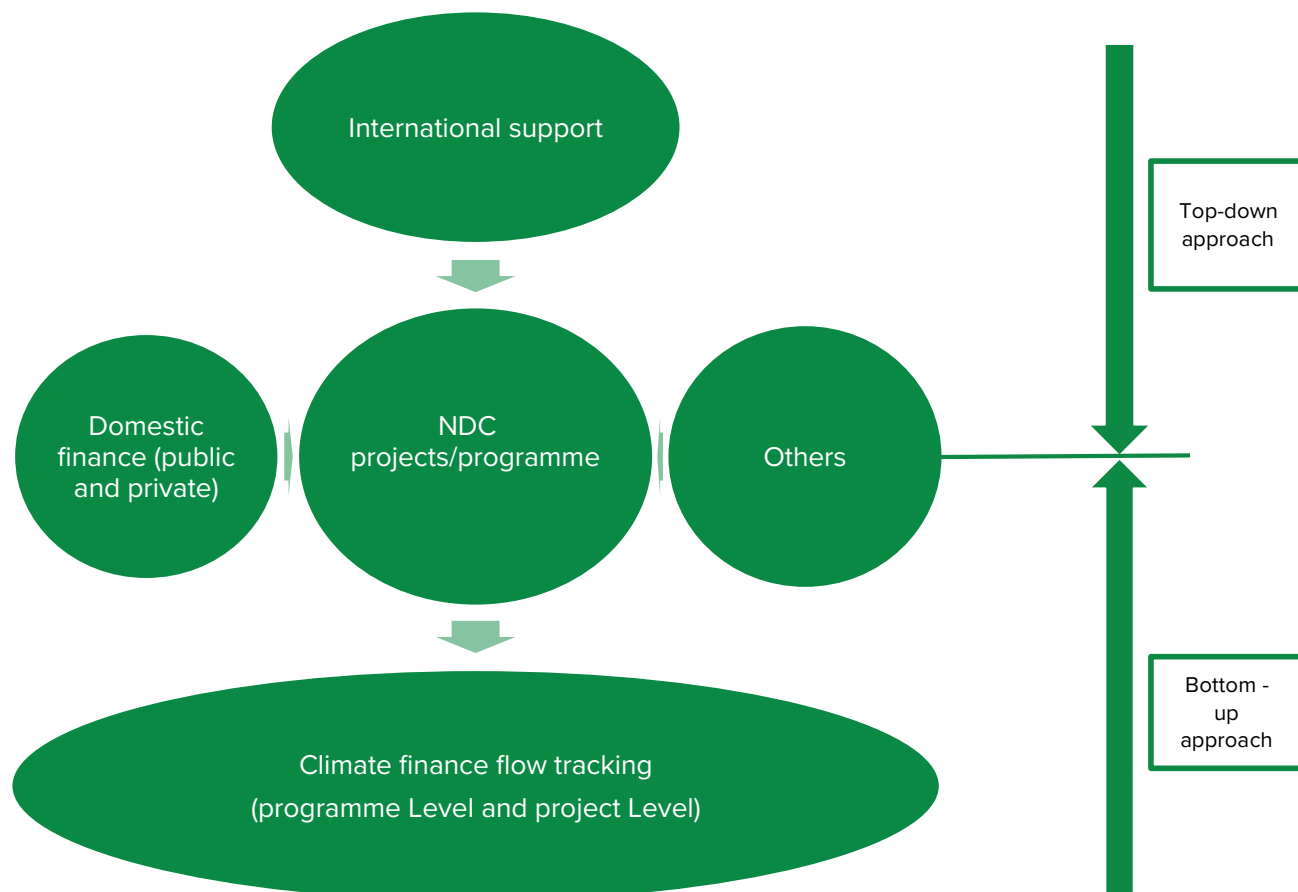 International support
Top-down
approach
Domestic
finance (public
and private)
NDC
projects/programme
Others
Bottom -
up
approach
Climate finance flow tracking
(programme Level and project Level)